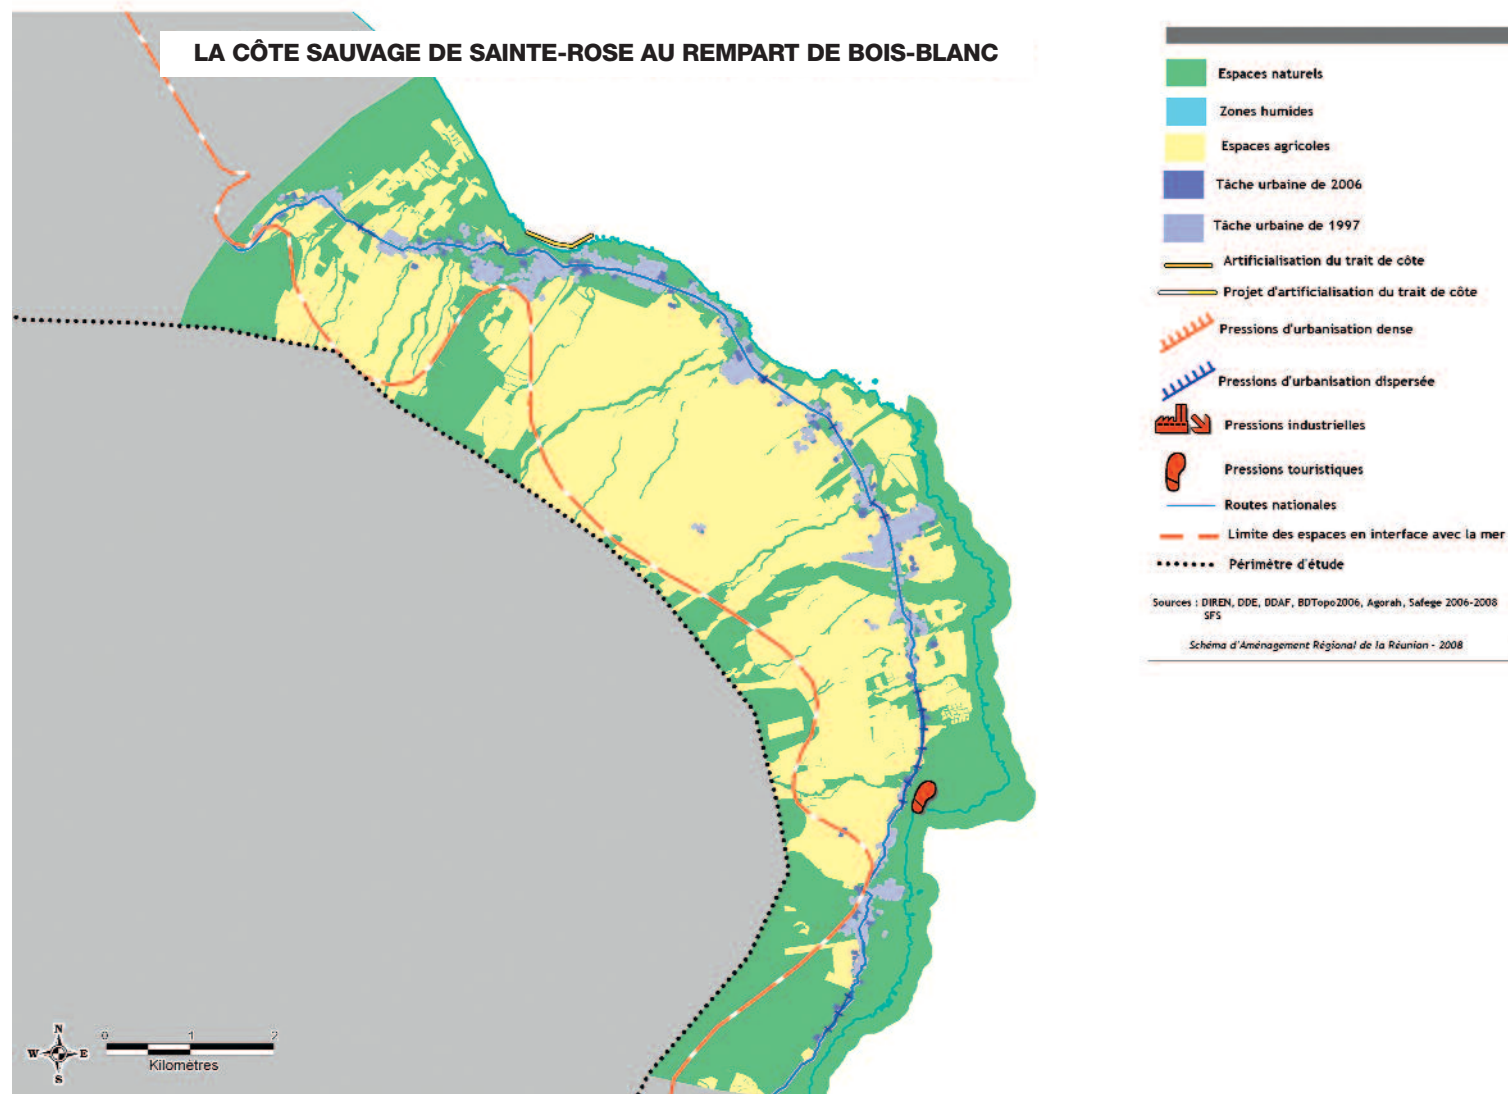 LA CÔTE SAUVAGE DE SAINTE-ROSE AU REMPART DE BOIS-BLANC
Espaces naturels
Zones humides
Espaces agricoles
Tâche urbaine de 2006
Tâche urbaine de 1997
Artificialisation du trait de côte
Projet d'artificialisation du trait de côte
Pressions d'urbanisation dense
Pressions d'urbanisation dispersée
Pressions industrielles
Pressions touristiques
Routes nationales
Limite des espaces en interface avec la mer
Périmètre d'étude
Sources : DIREN, DDE, DDAF, BDTopo2006, Agorah, Safege 2006-2008
SFS
Schéma d'Aménagement Régional de la Réunion - 2008
N
W E
S
0 1 2
Kilomètres